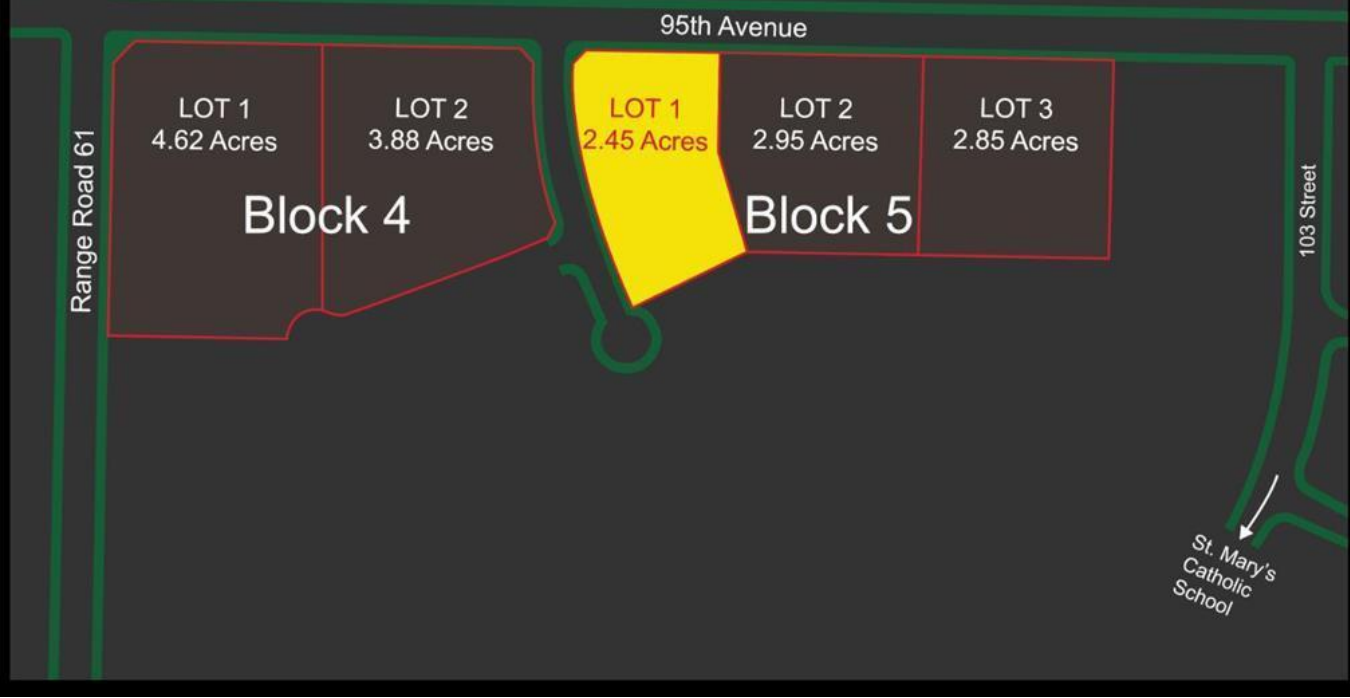 95th Avenue
LOT 1
4.62 Acres
LOT 2
3.88 Acres
Block 4
LOT 1
2.45 Acres
LOT 2
2.95 Acres
LOT 3
2.85 Acres
Block 5
Range Road 61
103 Street
St. Mary's
Catholic
School